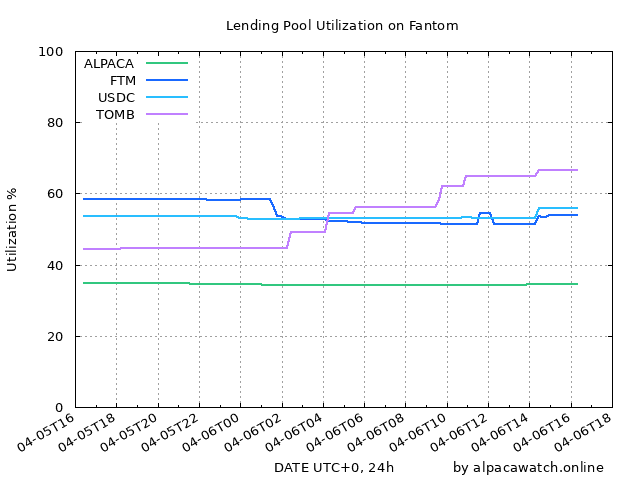 Lending Pool Utilization on Fantom
100
80
60
40
20
0
Utilization %
ALPACA
FTM
USDC
TOMB
04-05T16
04-05T18
04-05T20
04-05T22
04-06T00
04-06T02
04-06T04
04-06T06
04-06T08
04-06T10
04-06T12
04-06T14
04-06T16
04-06T18
DATE UTC+0, 24h
by alpacawatch.online